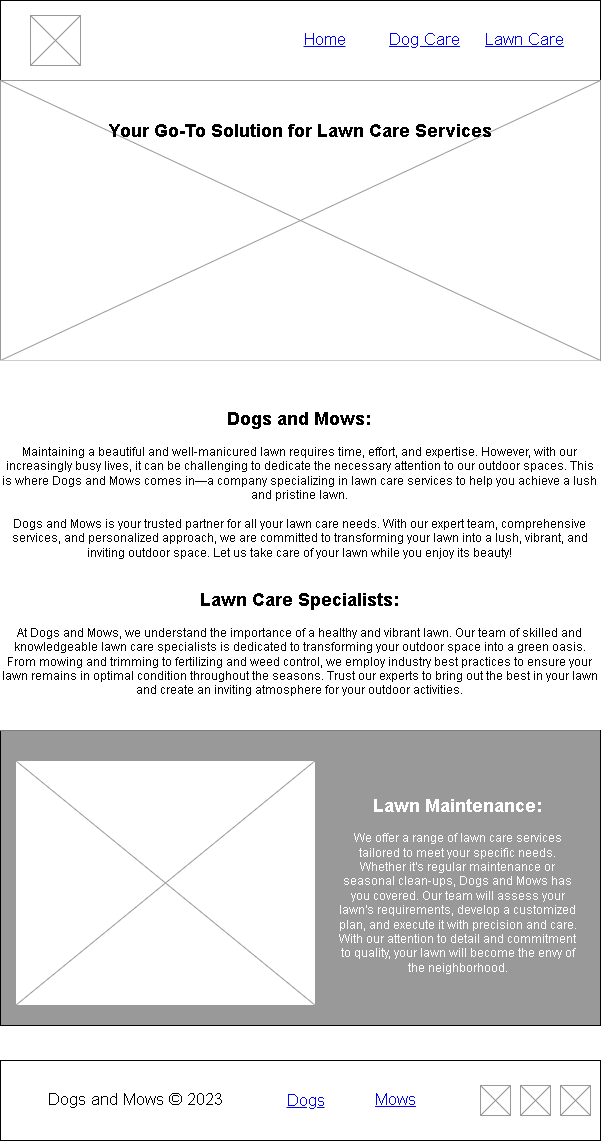 Home Dog Care Lawn Care
Your Go-To Solution for Lawn Care Services
Dogs and Mows:
Maintaining a beautiful and well-manicured lawn requires time, effort, and expertise. However, with our
increasingly busy lives, it can be challenging to dedicate the necessary attention to our outdoor spaces. This
is where Dogs and Mows comes in—a company specializing in lawn care services to help you achieve a lush
and pristine lawn.
Dogs and Mows is your trusted partner for all your lawn care needs. With our expert team, comprehensive
services, and personalized approach, we are committed to transforming your lawn into a lush, vibrant, and
inviting outdoor space. Let us take care of your lawn while you enjoy its beauty!
Lawn Care Specialists:
At Dogs and Mows, we understand the importance of a healthy and vibrant lawn. Our team of skilled and
knowledgeable lawn care specialists is dedicated to transforming your outdoor space into a green oasis.
From mowing and trimming to fertilizing and weed control, we employ industry best practices to ensure your
lawn remains in optimal condition throughout the seasons. Trust our experts to bring out the best in your lawn
and create an inviting atmosphere for your outdoor activities.
Lawn Maintenance:
We offer a range of lawn care services
tailored to meet your specific needs.
Whether it's regular maintenance or
seasonal clean-ups, Dogs and Mows has
you covered. Our team will assess your
lawn's requirements, develop a customized
plan, and execute it with precision and care.
With our attention to detail and commitment
to quality, your lawn will become the envy of
the neighborhood.
Dogs and Mows © 2023 Dogs Mows